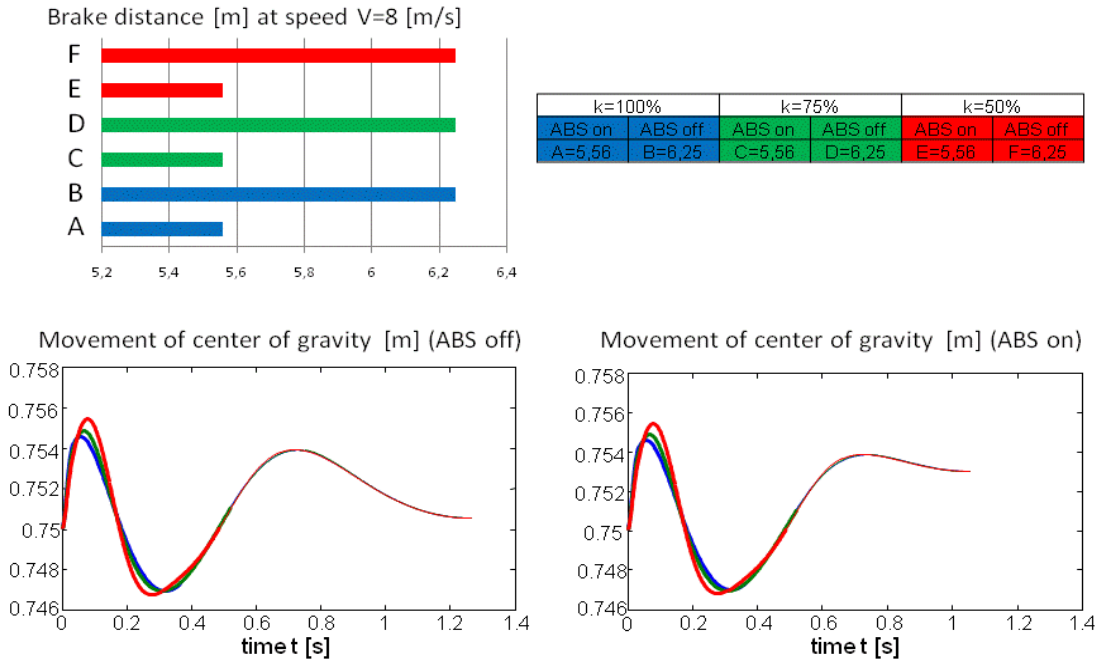 Brake distance [m] at speed V=8 [m/s]
F
E
D
C
B
A
5,2 5,4 5,6 5,8 6 6,2 6,4
k=100% k=75% k=50%
ABS on ABS off ABS on ABS off ABS on ABS off
A=5,56 B=6,25 C=5,56 D=6,25 E=5,56 F=6,25
Movement of center of gravity [m] (ABS off)
0.758
0.756
0.754
0.752
0.75
0.748
0.746
0 0.2 0.4 0.6 0.8 1 1.2 1.4
time t [s]
Movement of center of gravity [m] (ABS on)
0.758
0.756
0.754
0.752
0.75
0.748
0.746
0 0.2 0.4 0.6 0.8 1 1.2 1.4
time t [s]